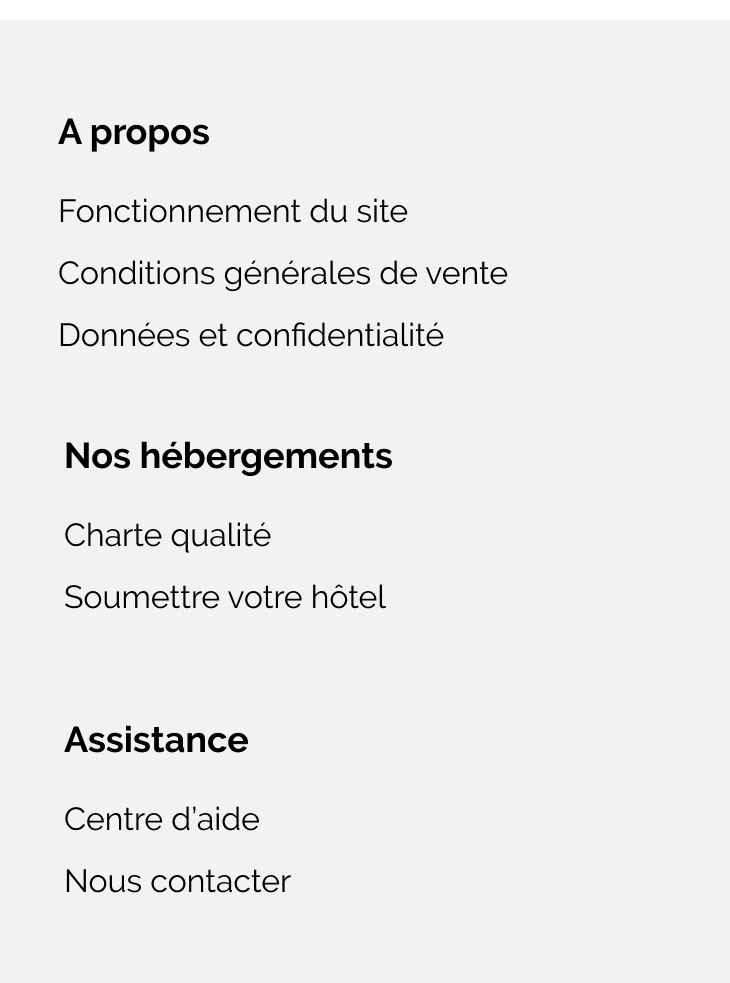 A propos
Fonctionnement du site
Conditions générales de vente
Données et confidentialité
Nos hébergements
Charte qualité
Soumettre votre hôtel
Assistance
Centre d’aide
Nous contacter